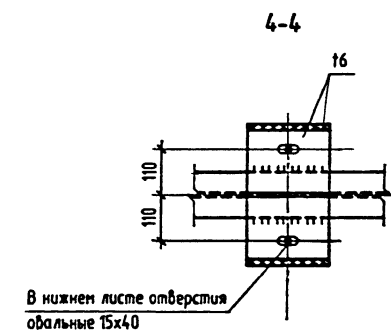 4-4
t6
110
110
В нижнем листе отверстия
овальные 15х40